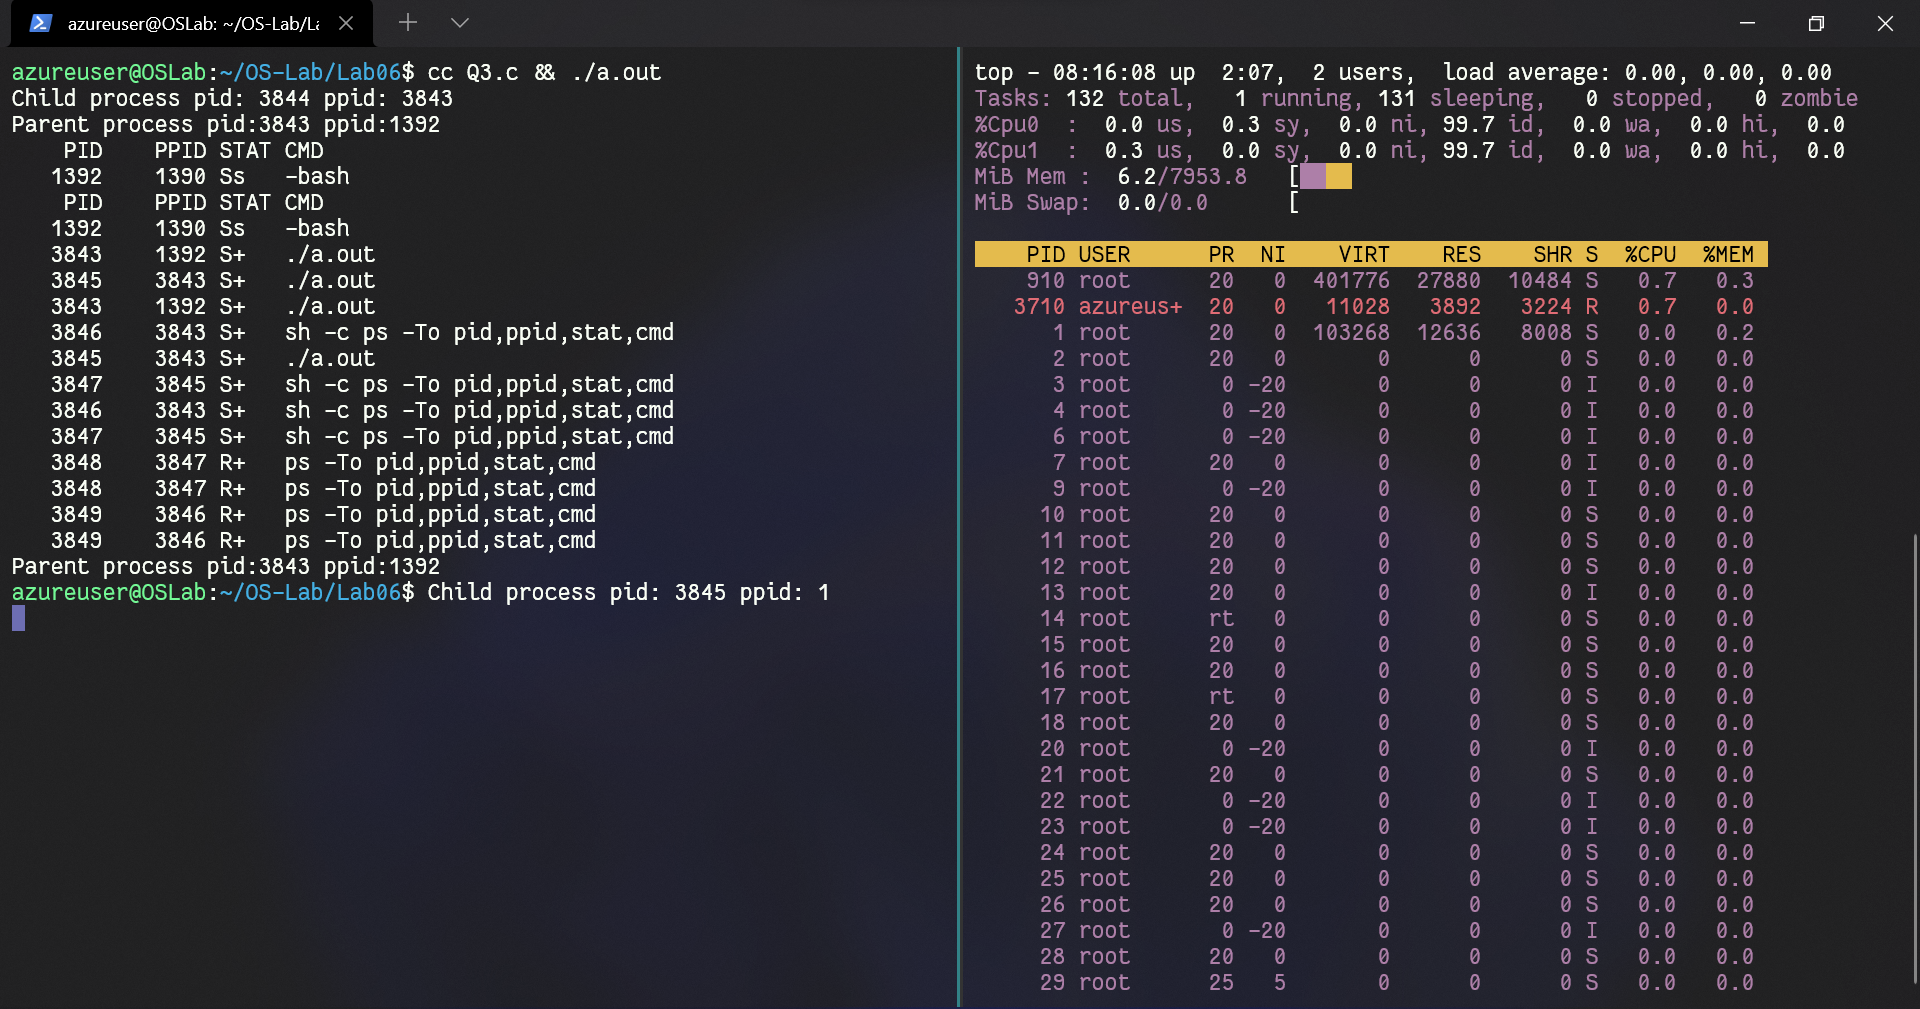 azureuser@OSLab: ~/OS-Lab/La
azureuser@OSLab:~/OS-Lab/Lab06$ cc Q3.c && ./a.out
Child process pid: 3844 ppid: 3843
Parent process pid:3843 ppid:1392
PID PPID STAT CMD
1392 1390 Ss -bash
PID PPID STAT CMD
1392 1390 Ss -bash
3843 1392 S+ ./a.out
3845 3843 S+ ./a.out
3843 1392 S+ ./a.out
3846 3843 S+ sh -c ps -To pid,ppid,stat,cmd
3845 3843 S+ ./a.out
3847 3845 S+ sh -c ps -To pid,ppid,stat,cmd
3846 3843 S+ sh -c ps -To pid,ppid,stat,cmd
3847 3845 S+ sh -c ps -To pid,ppid,stat,cmd
3848 3847 R+ ps -To pid,ppid,stat,cmd
3848 3847 R+ ps -To pid,ppid,stat,cmd
3849 3846 R+ ps -To pid,ppid,stat,cmd
3849 3846 R+ ps -To pid,ppid,stat,cmd
Parent process pid:3843 ppid:1392
azureuser@OSLab:~/OS-Lab/Lab06$ Child process pid: 3845 ppid: 1
top - 08:16:08 up 2:07, 2 users, load average: 0.00, 0.00, 0.00
Tasks: 132 total, 1 running, 131 sleeping, 0 stopped, 0 zombie
%Cpu0 : 0.0 us, 0.3 sy, 0.0 ni, 99.7 id, 0.0 wa, 0.0 hi, 0.0
%Cpu1 : 0.3 us, 0.0 sy, 0.0 ni, 99.7 id, 0.0 wa, 0.0 hi, 0.0
MiB Mem : 6.2/7953.8 [
MiB Swap: 0.0/0.0 [
PID USER PR NI VIRT RES SHR S %CPU %MEM
910 root 20 0 401776 27880 10484 S 0.7 0.3
3710 azureus+ 20 0 11028 3892 3224 R 0.7 0.0
1 root 20 0 103268 12636 8008 S 0.0 0.2
2 root 20 0 0 0 0 S 0.0 0.0
3 root 0 -20 0 0 0 I 0.0 0.0
4 root 0 -20 0 0 0 I 0.0 0.0
6 root 0 -20 0 0 0 I 0.0 0.0
7 root 20 0 0 0 0 I 0.0 0.0
9 root 0 -20 0 0 0 I 0.0 0.0
10 root 20 0 0 0 0 S 0.0 0.0
11 root 20 0 0 0 0 S 0.0 0.0
12 root 20 0 0 0 0 S 0.0 0.0
13 root 20 0 0 0 0 I 0.0 0.0
14 root rt 0 0 0 0 S 0.0 0.0
15 root 20 0 0 0 0 S 0.0 0.0
16 root 20 0 0 0 0 S 0.0 0.0
17 root rt 0 0 0 0 S 0.0 0.0
18 root 20 0 0 0 0 S 0.0 0.0
20 root 0 -20 0 0 0 I 0.0 0.0
21 root 20 0 0 0 0 S 0.0 0.0
22 root 0 -20 0 0 0 I 0.0 0.0
23 root 0 -20 0 0 0 I 0.0 0.0
24 root 20 0 0 0 0 S 0.0 0.0
25 root 20 0 0 0 0 S 0.0 0.0
26 root 20 0 0 0 0 S 0.0 0.0
27 root 0 -20 0 0 0 I 0.0 0.0
28 root 20 0 0 0 0 S 0.0 0.0
29 root 25 5 0 0 0 S 0.0 0.0